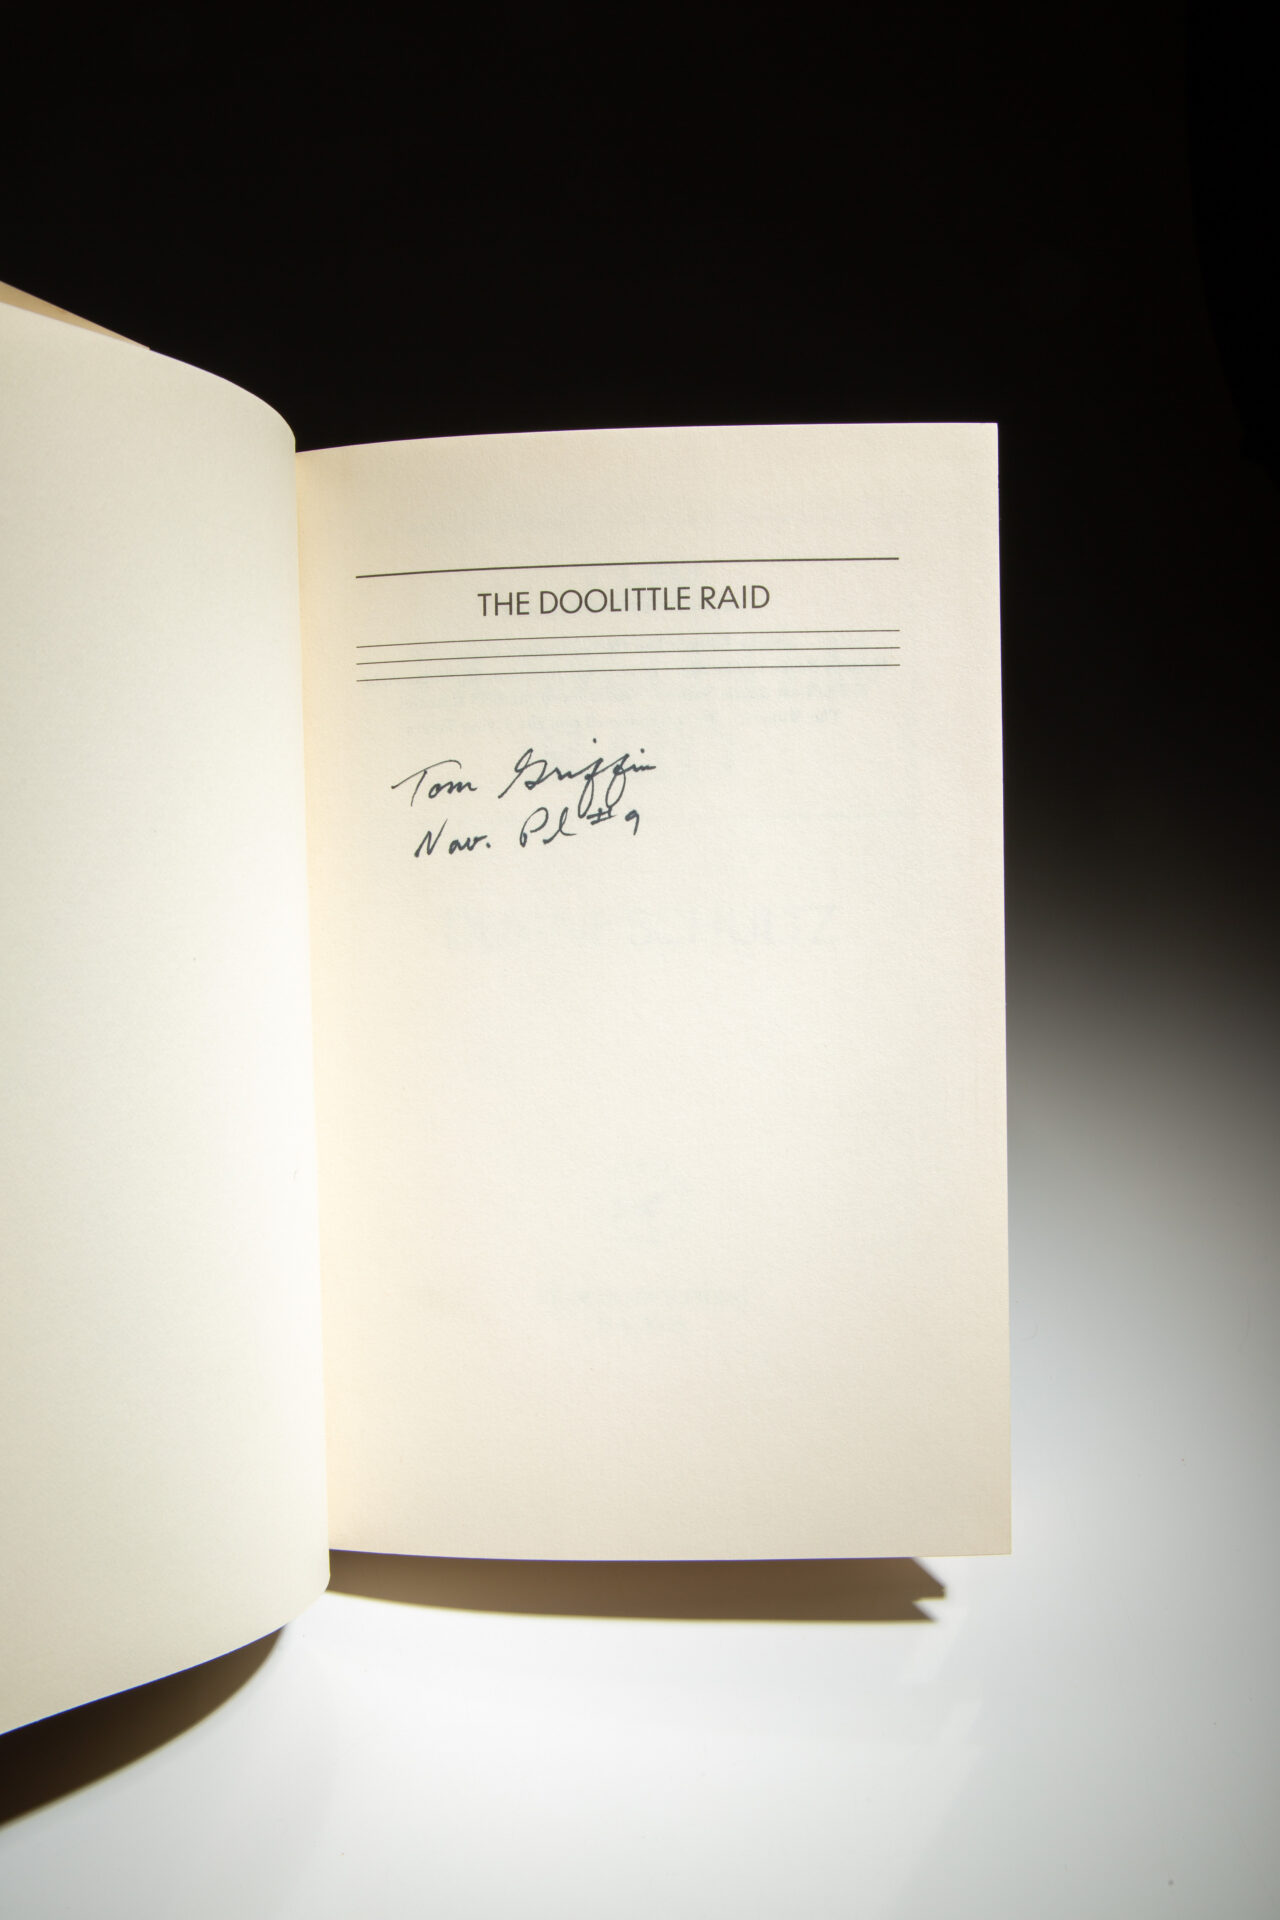 THE DOOLITTLE RAID
Tom Griffin
Nav. Pl #9